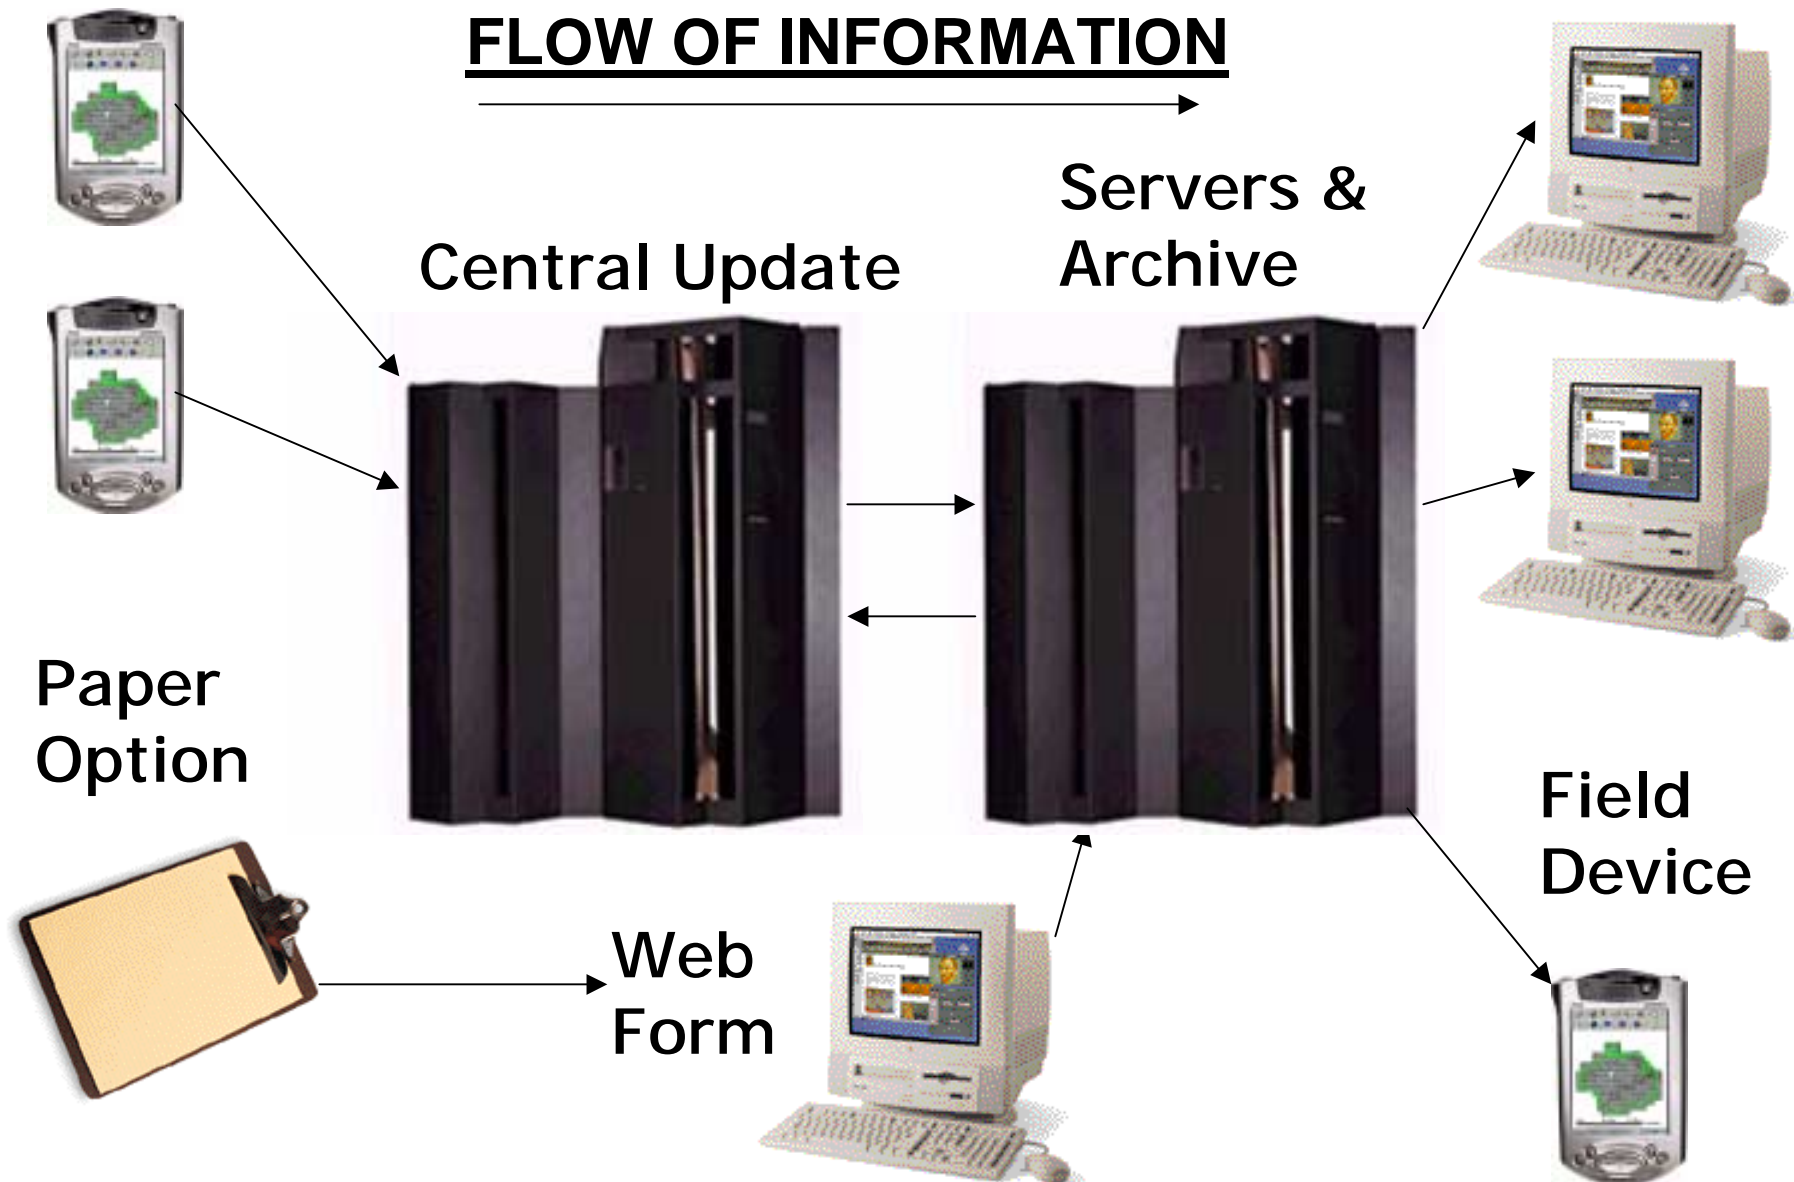 FLOW OF INFORMATION
Servers &
Archive
Central Update
Paper
Option
Field
Device
Web
Form